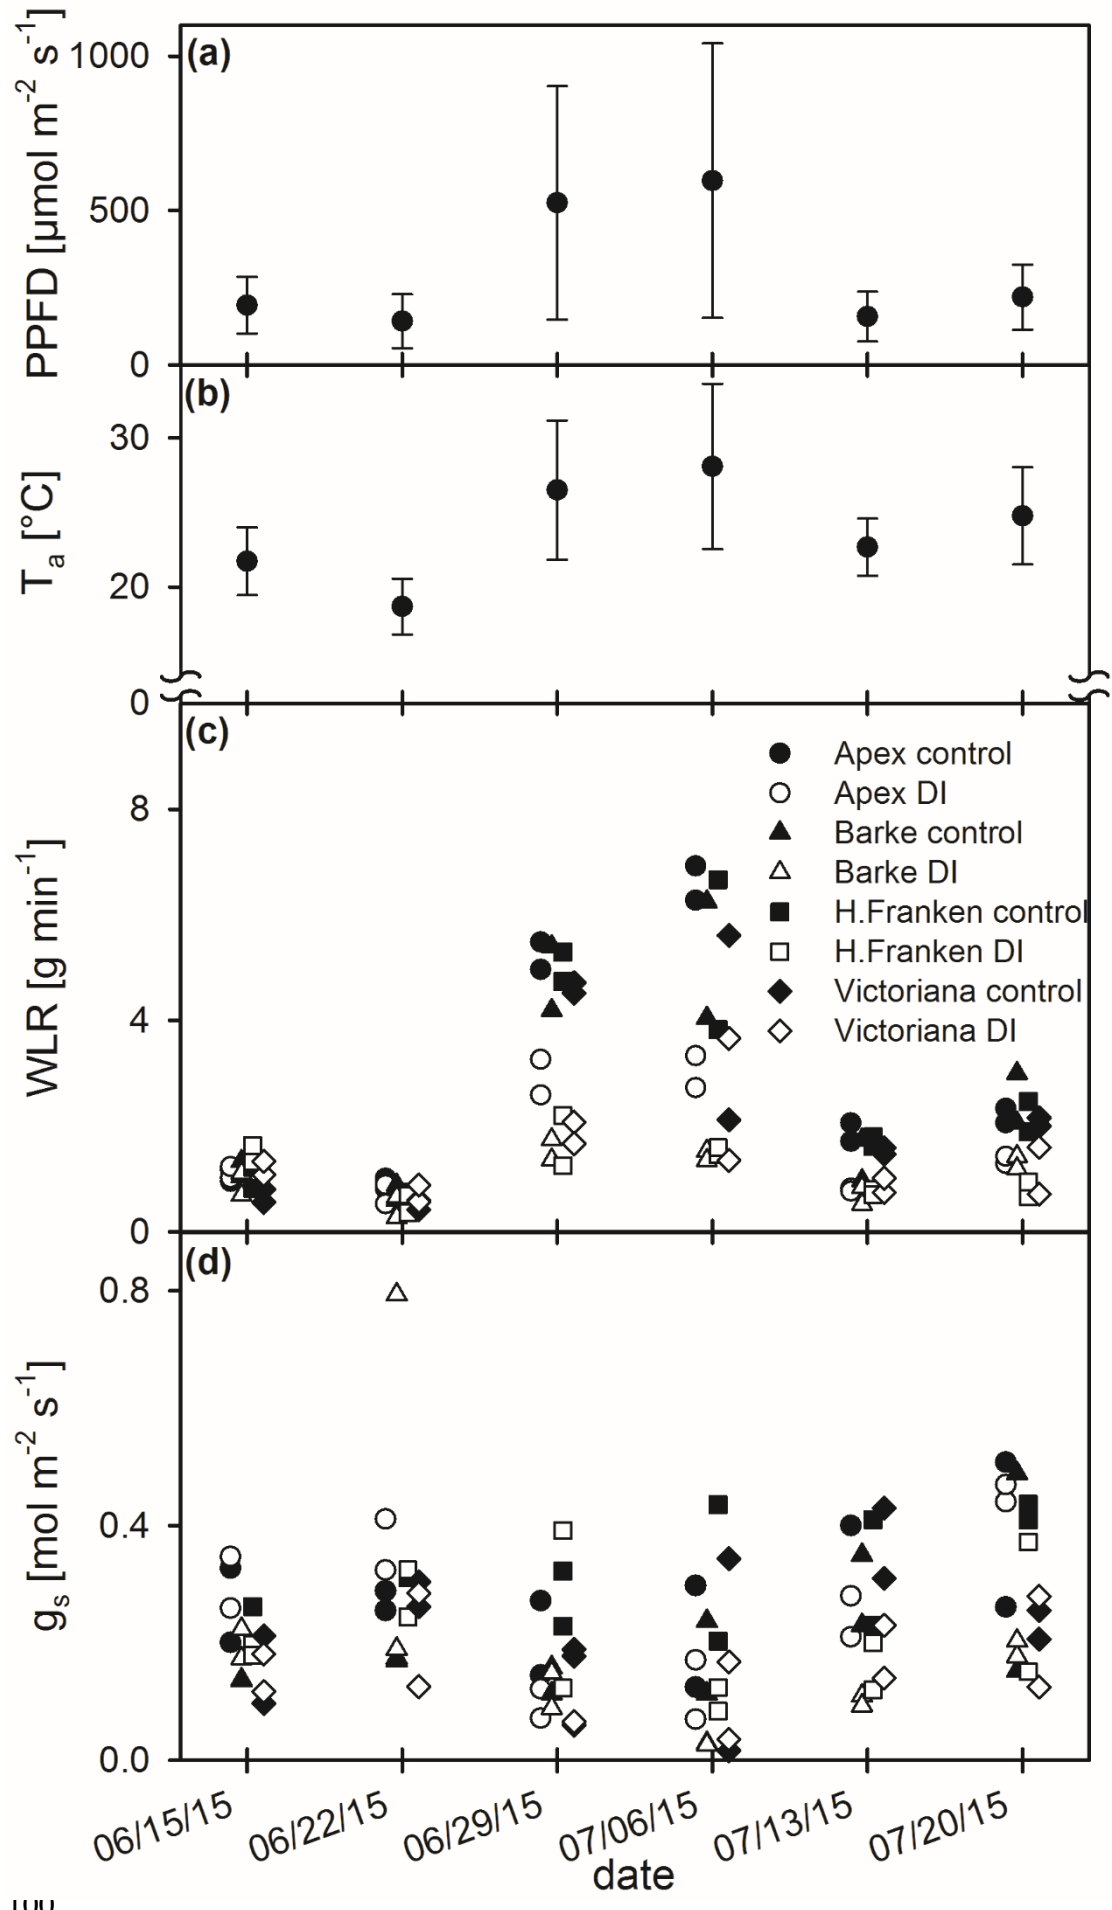 (a)
PPFD [µmol m⁻² s⁻¹]
1000
500
0
(b)
Tₐ [°C]
30
20
0
(c)
WLR [g min⁻¹]
8
4
0
Apex control
Apex DI
Barke control
Barke DI
H.Franken control
H.Franken DI
Victoriana control
Victoriana DI
(d)
gₛ [mol m⁻² s⁻¹]
0.8
0.4
0.0
06/15/15 06/22/15 06/29/15 07/06/15 07/13/15 07/20/15
date